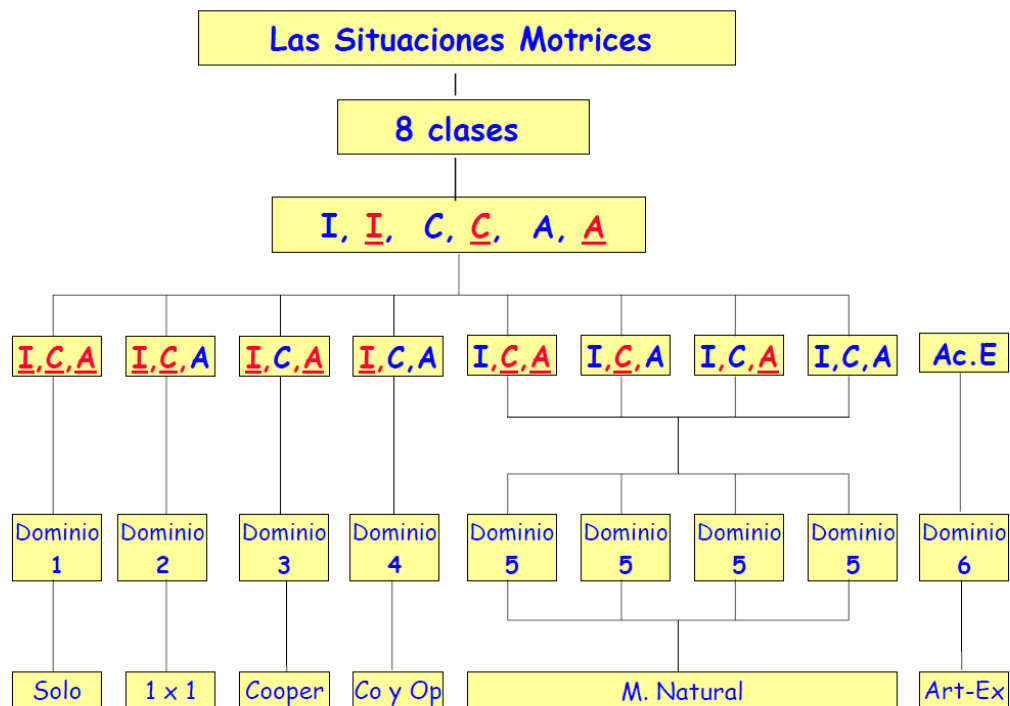 Las Situaciones Motrices
8 clases
I, I, C, C, A, A
I,C,A I,C,A I,C,A I,C,A I,C,A I,C,A I,C,A I,C,A Ac.E
Dominio Dominio Dominio Dominio Dominio Dominio Dominio Dominio Dominio
1 2 3 4 5 5 5 5 6
Solo 1 x 1 Cooper Co y Op M. Natural Art-Ex